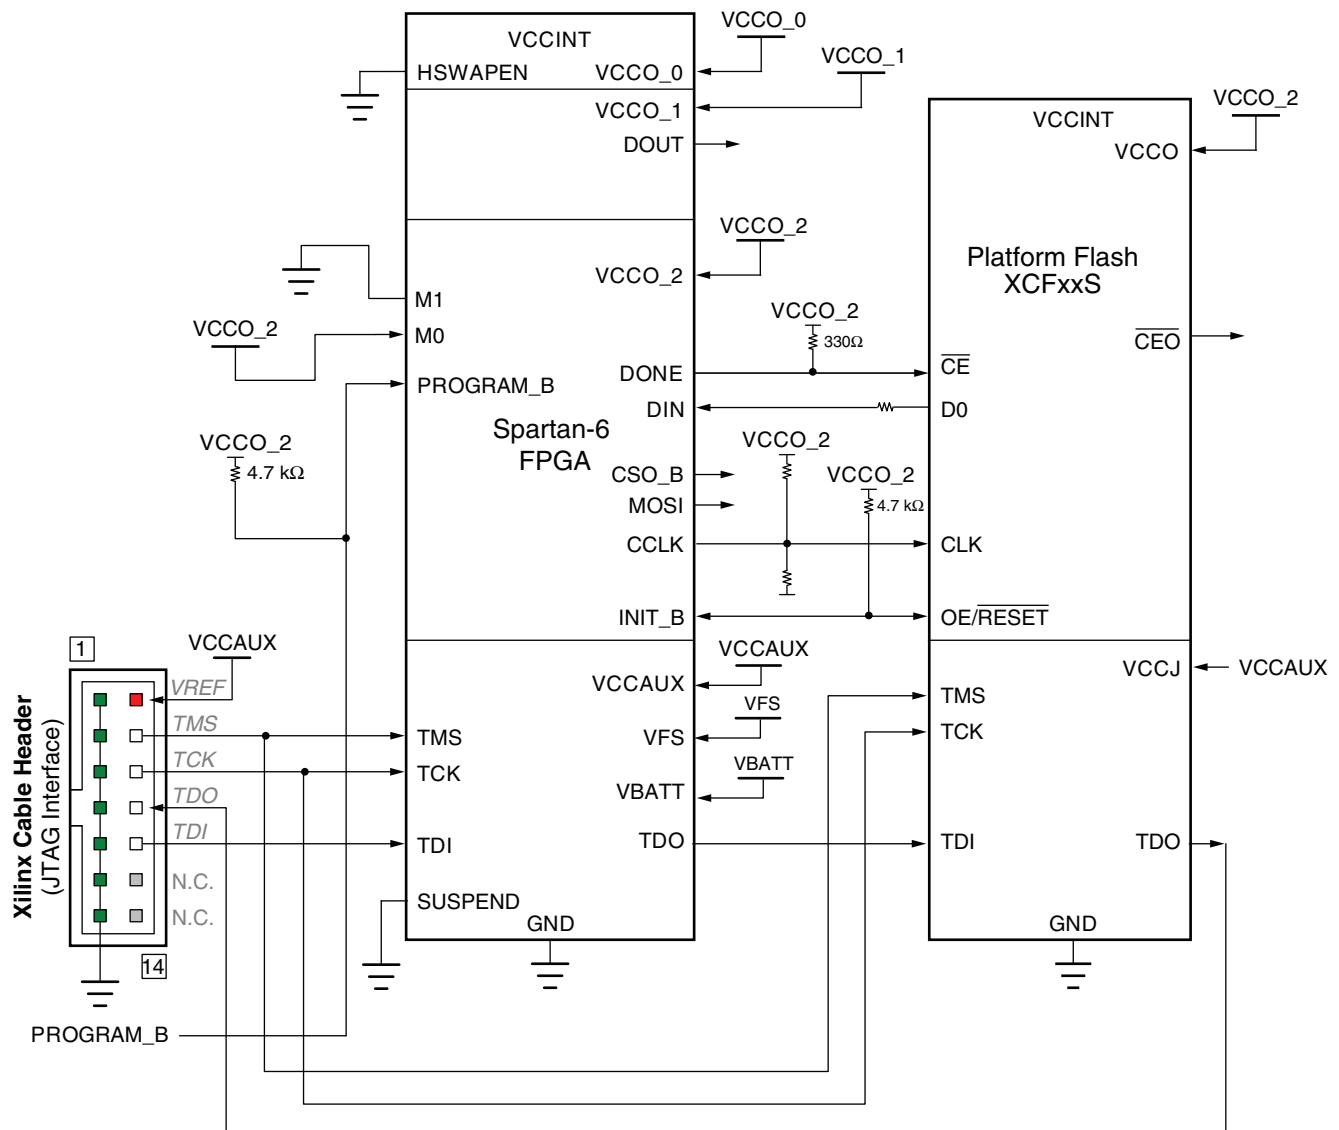 VCCO_0
VCCINT
HSWAPEN
VCCO_0
VCCO_1
VCCO_1
DOUT
VCCO_2
VCCINT
VCCO
VCCO_2
VCCO_2
Platform Flash
XCFxxS
M1
VCCO_2
M0
VCCO_2
330Ω
CEO
DONE
CE
PROGRAM_B
DIN
D0
Spartan-6
FPGA
VCCO_2
4.7 kΩ
VCCO_2
CSO_B
VCCO_2
MOSI
4.7 kΩ
CCLK
CLK
INIT_B
OE/RESET
1
VCCAUX
VCCAUX
VCCJ
VCCAUX
VREF
VCCAUX
TMS
VFS
TMS
TMS
VFS
TCK
TCK
TCK
VBATT
TDO
VBATT
TDI
TDI
TDO
TDI
TDO
N.C.
N.C.
SUSPEND
GND
GND
Xilinx Cable Header
(JTAG Interface)
14
PROGRAM_B